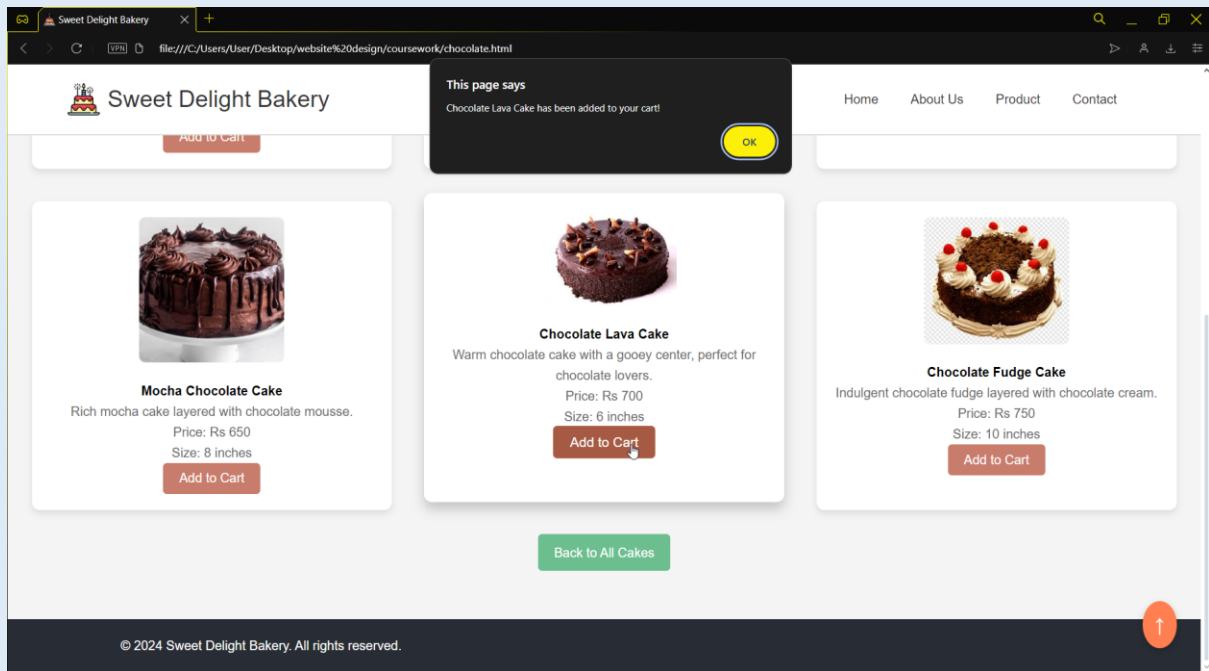 Sweet Delight Bakery
VPN
file:///C:/Users/User/Desktop/website%20design/coursework/chocolate.html
This page says
Chocolate Lava Cake has been added to your cart!
OK
Sweet Delight Bakery
Home
About Us
Product
Contact
Add to Cart
Mocha Chocolate Cake
Rich mocha cake layered with chocolate mousse.
Price: Rs 650
Size: 8 inches
Add to Cart
Chocolate Lava Cake
Warm chocolate cake with a gooey center, perfect for
chocolate lovers.
Price: Rs 700
Size: 6 inches
Add to Cart
Chocolate Fudge Cake
Indulgent chocolate fudge layered with chocolate cream.
Price: Rs 750
Size: 10 inches
Add to Cart
Back to All Cakes
© 2024 Sweet Delight Bakery. All rights reserved.